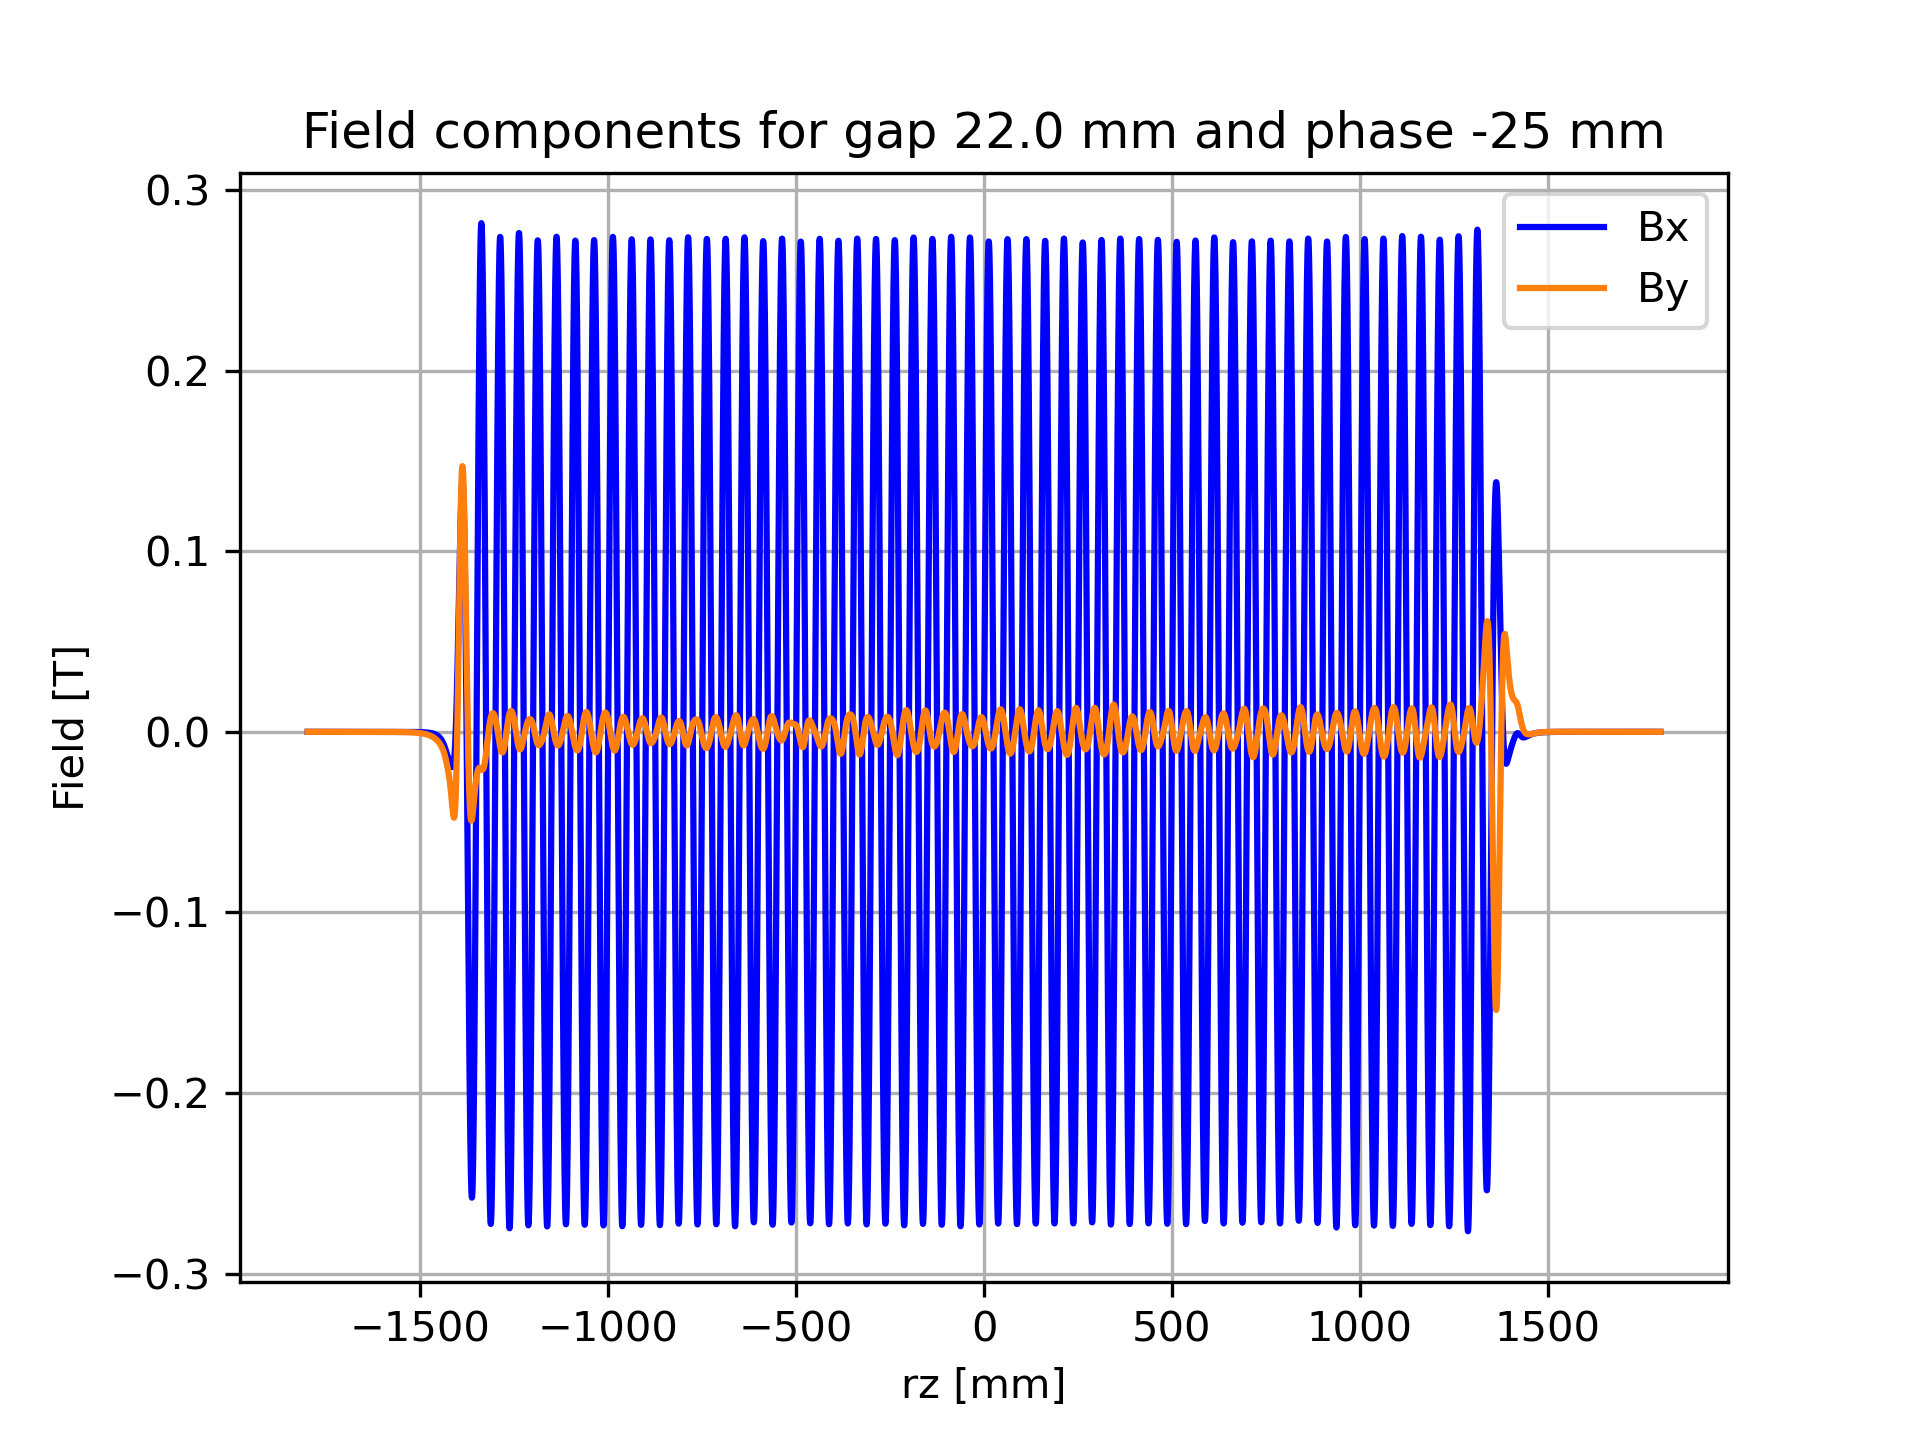 Field components for gap 22.0 mm and phase -25 mm
Bx
By
0.3
0.2
0.1
0.0
−0.1
−0.2
−0.3
Field [T]
−1500 −1000 −500 0 500 1000 1500
rz [mm]